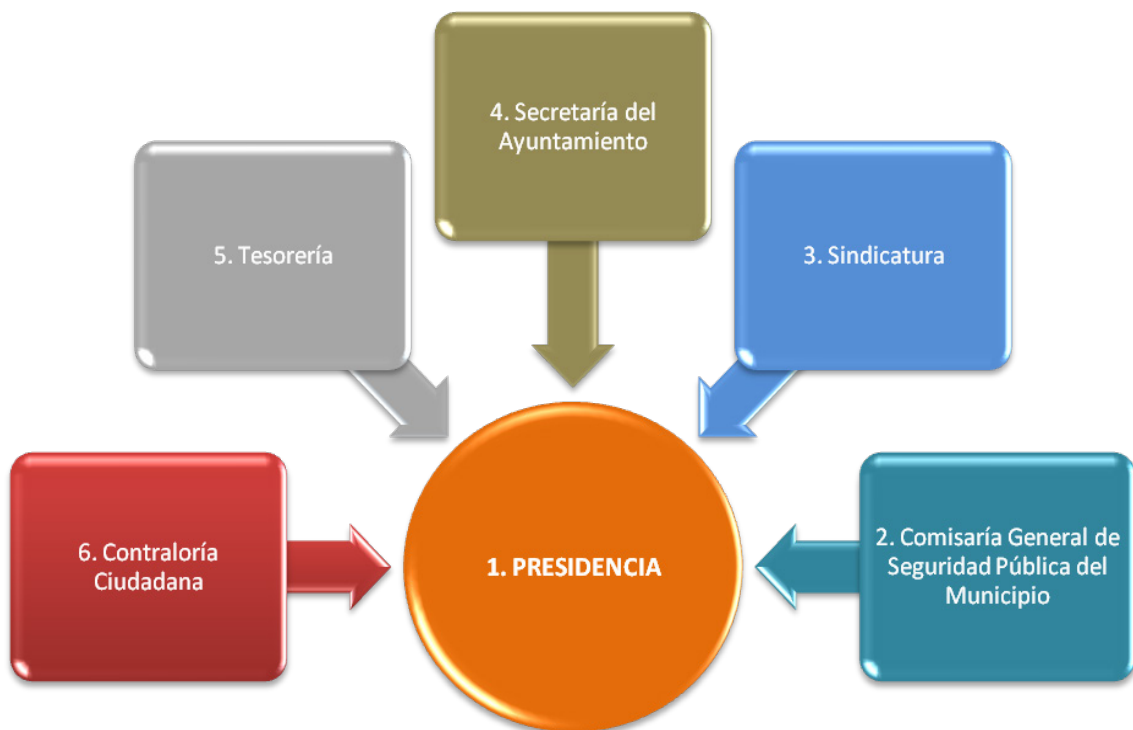 4. Secretaría del
Ayuntamiento
5. Tesorería
3. Sindicatura
6. Contraloría
Ciudadana
1. PRESIDENCIA
2. Comisaría General de
Seguridad Pública del
Municipio